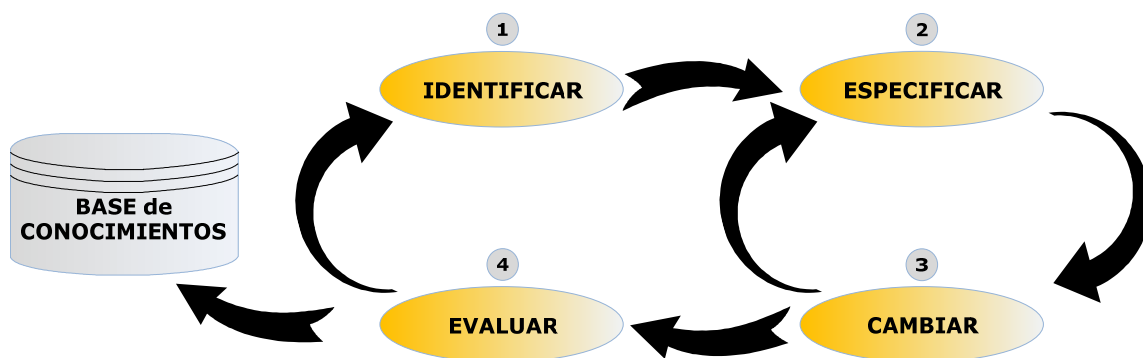 1
IDENTIFICAR
2
ESPECIFICAR
BASE de
CONOCIMIENTOS
4
EVALUAR
3
CAMBIAR